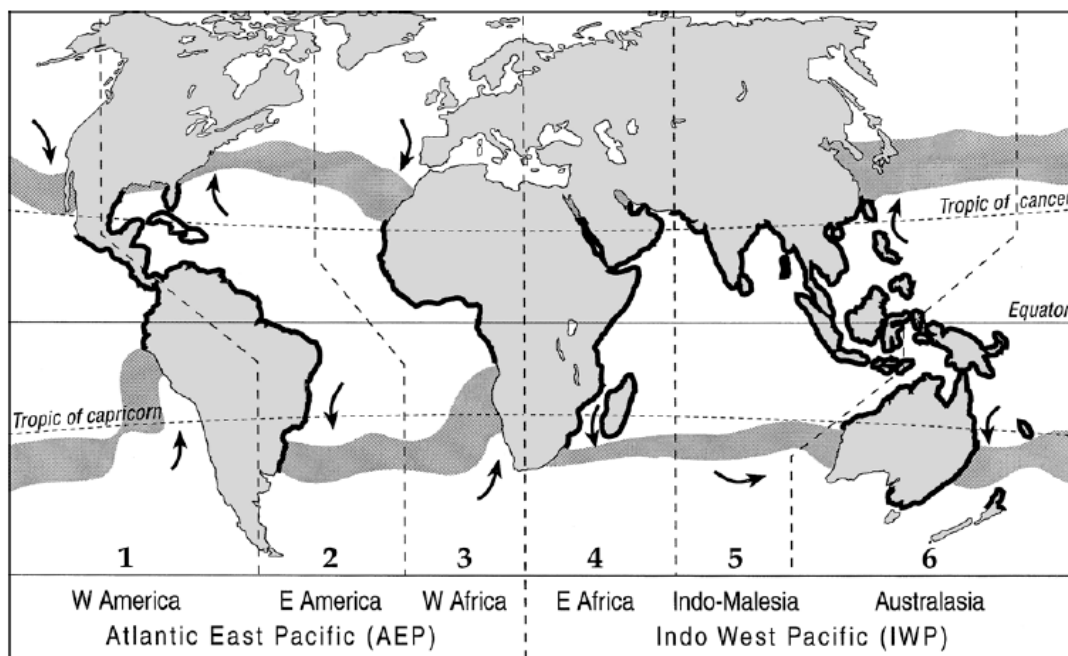 Tropic of cancer
Equator
Tropic of capricorn
1 2 3 4 5 6
W America E America W Africa E Africa Indo-Malesia Australasia
Atlantic East Pacific (AEP) Indo West Pacific (IWP)